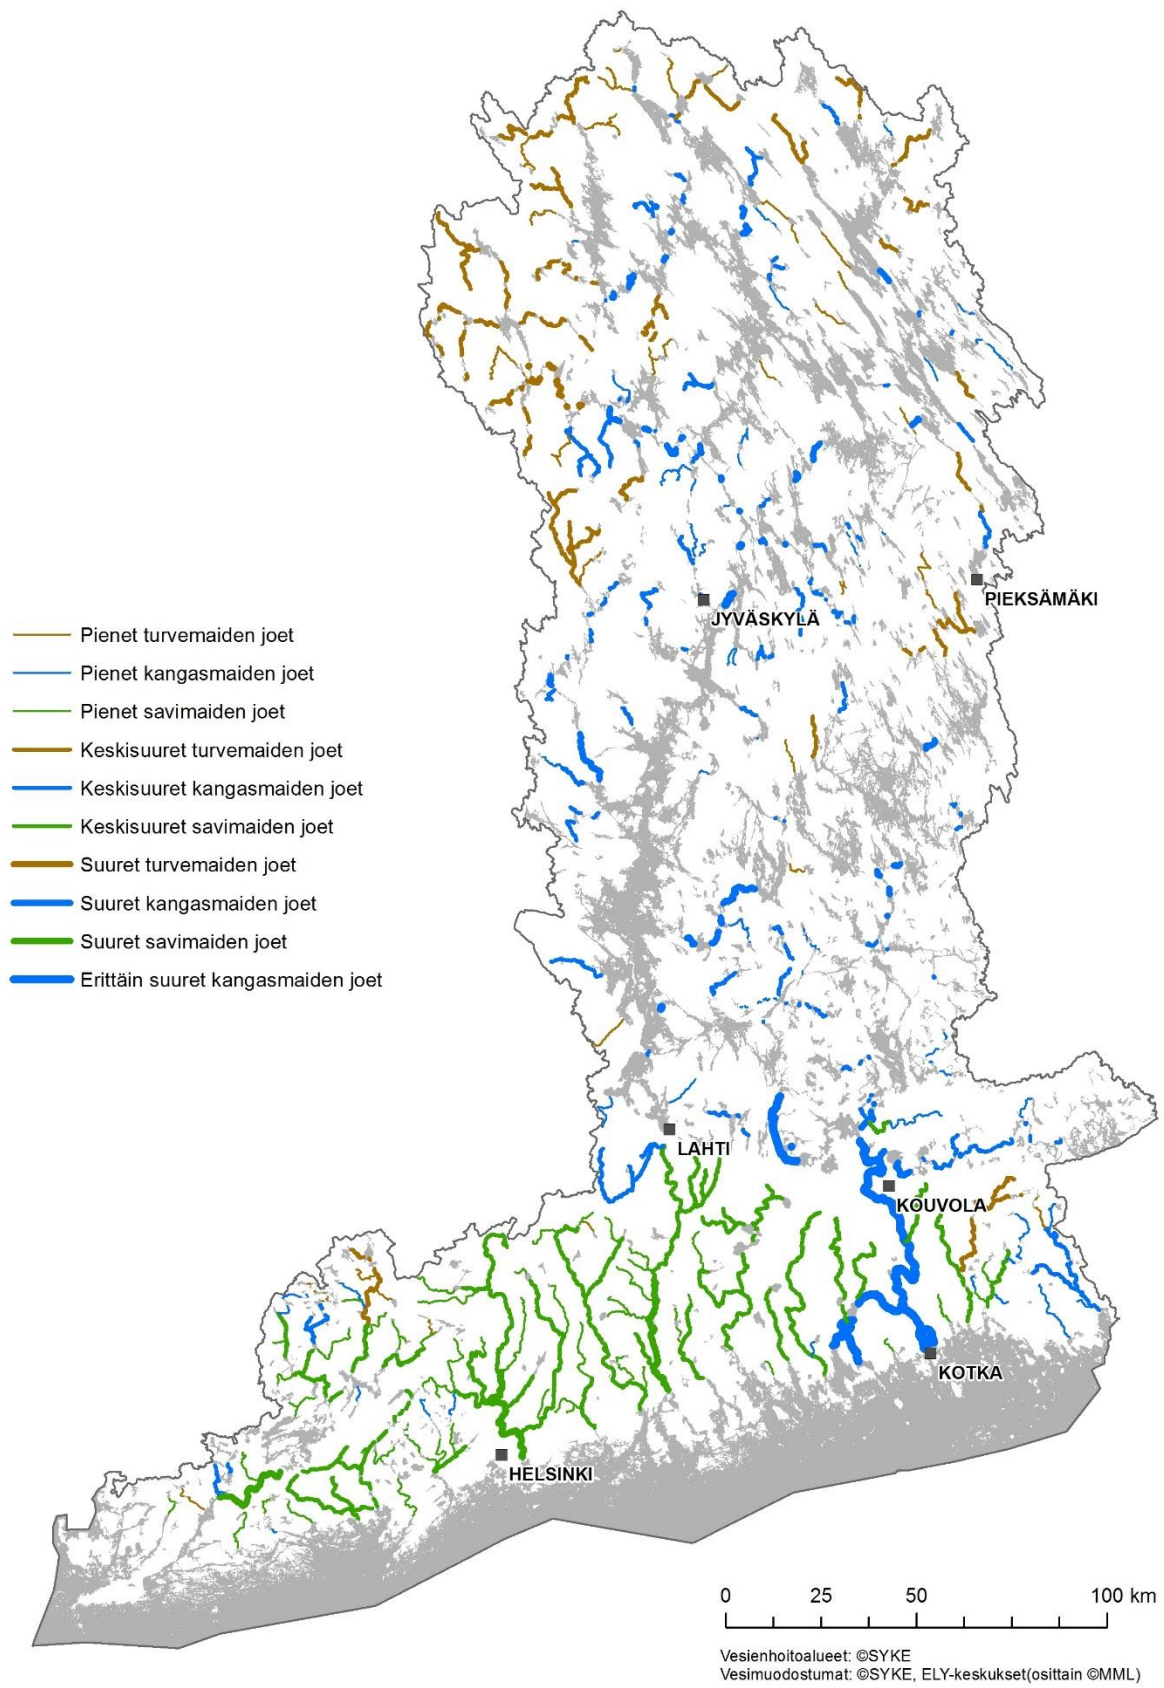 JYVÄSKYLÄ
PIEKSÄMÄKI
Pienet turvemaiden joet
Pienet kangasmaiden joet
Pienet savimaiden joet
Keskisuuret turvemaiden joet
Keskisuuret kangasmaiden joet
Keskisuuret savimaiden joet
Suuret turvemaiden joet
Suuret kangasmaiden joet
Suuret savimaiden joet
Erittäin suuret kangasmaiden joet
LAHTI
KOUVOLA
KOTKA
HELSINKI
0 25 50 100 km
Vesienhoitoalueet: ©SYKE
Vesimuodostumat: ©SYKE, ELY-keskukset(osittain ©MML)